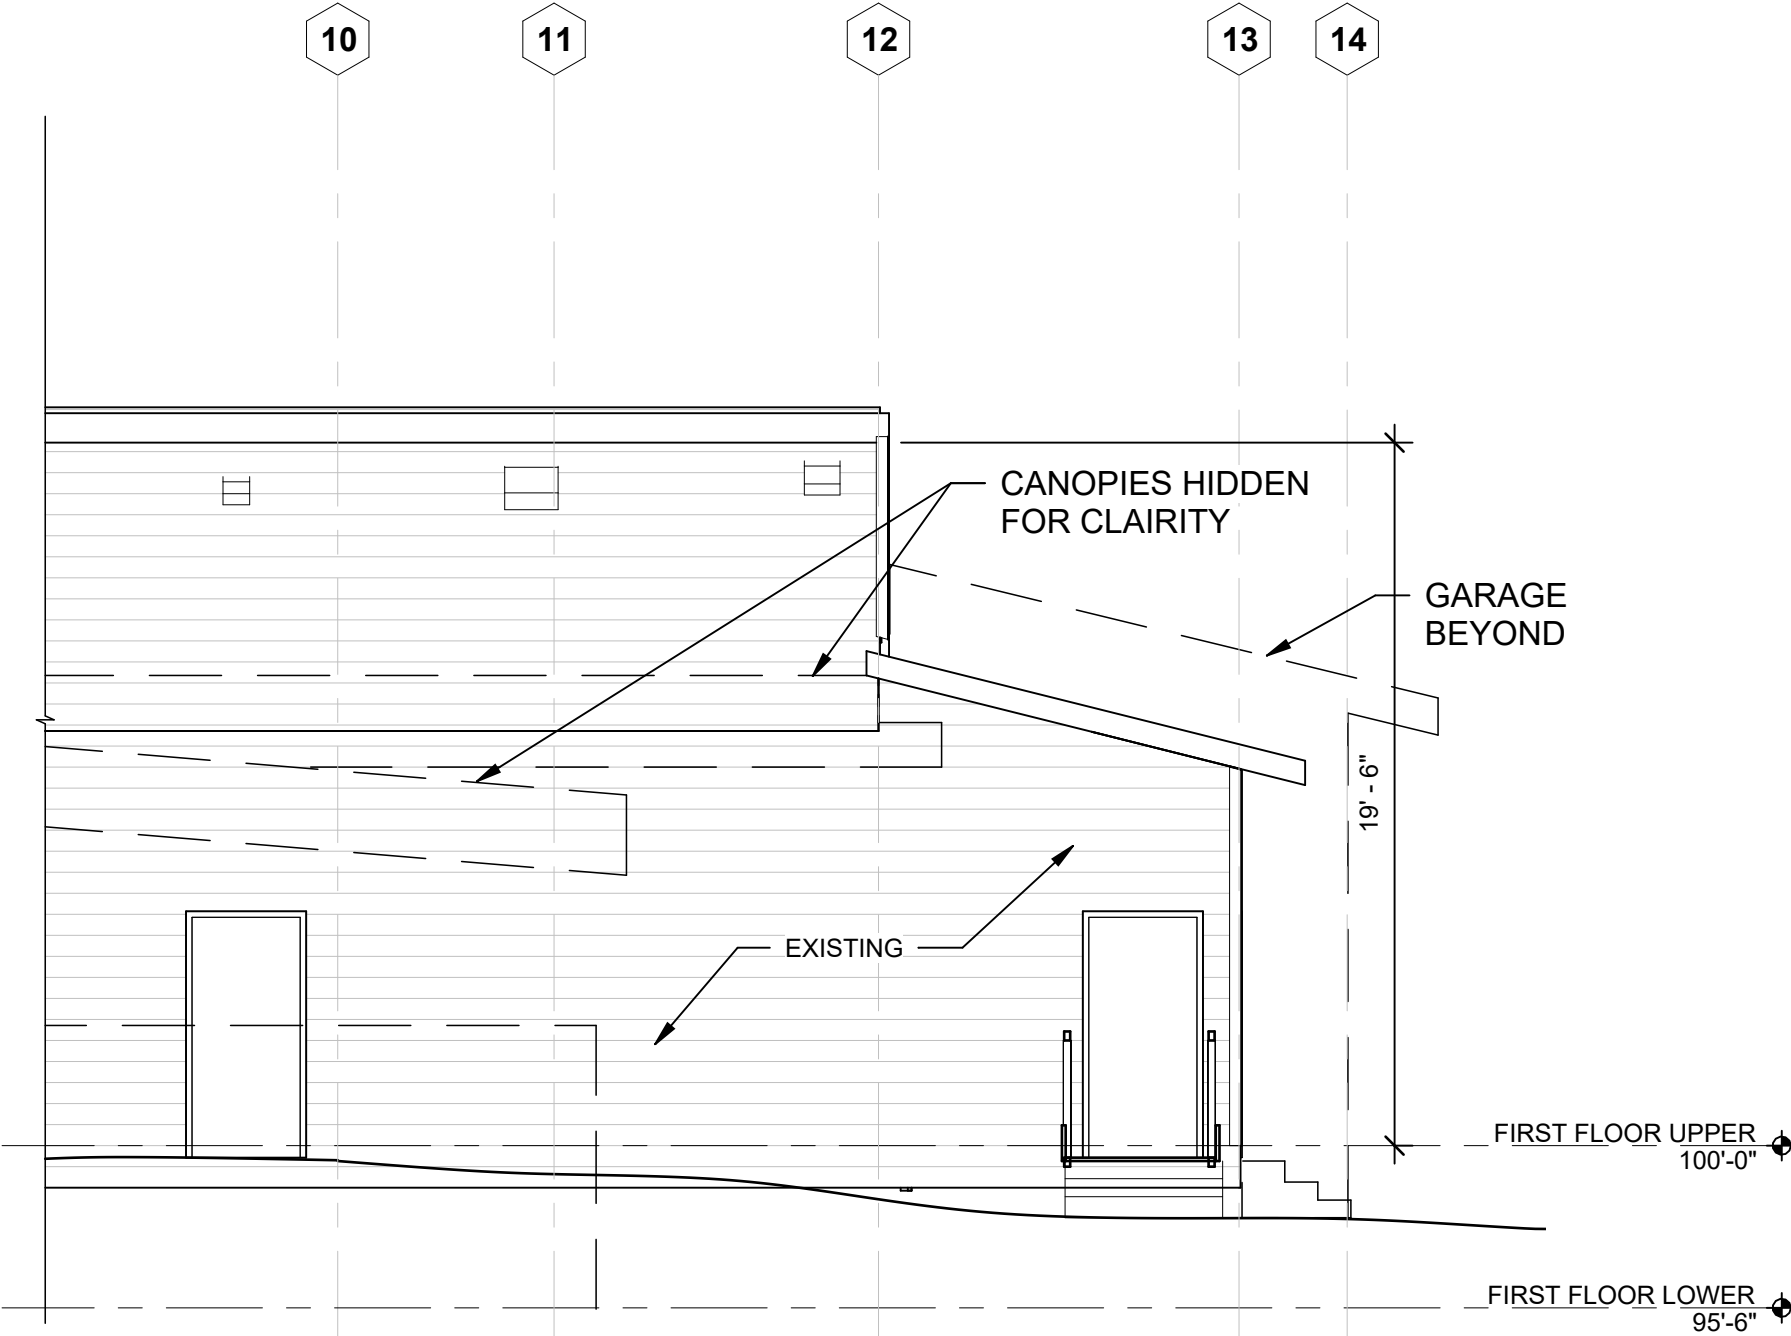 10 11 12 13 14
CANOPIES HIDDEN
FOR CLAIRITY
GARAGE
BEYOND
19' - 6"
EXISTING
FIRST FLOOR UPPER
100'-0"
FIRST FLOOR LOWER
95'-6"